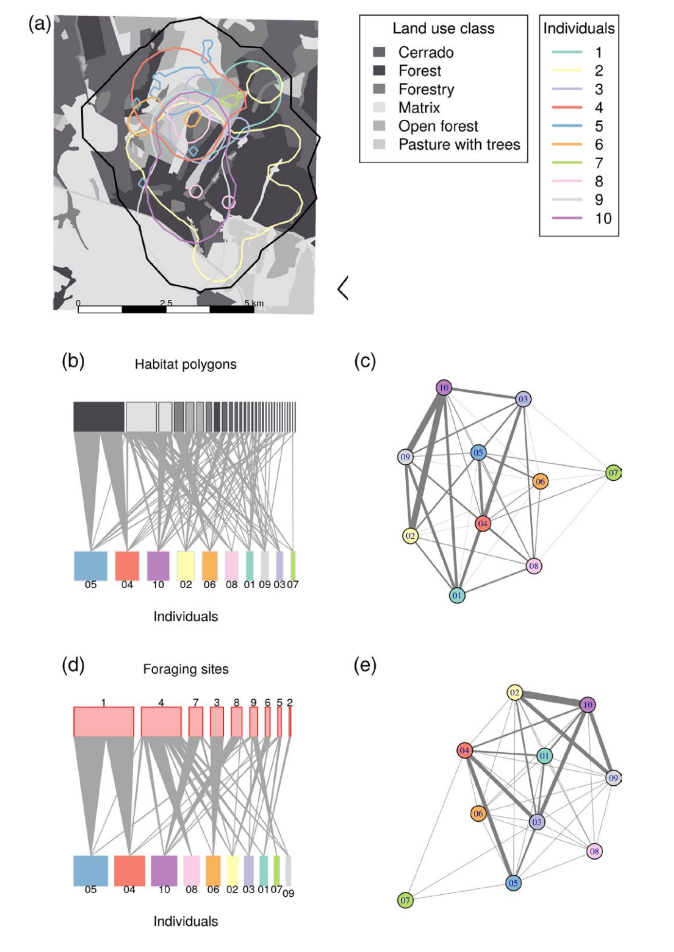 (a)
Land use class
Cerrado
Forest
Forestry
Matrix
Open forest
Pasture with trees
Individuals
1
2
3
4
5
6
7
8
9
10
0 2.5 5 km
(b) Habitat polygons
05 04 10 02 06 08 01 09 03 07
Individuals
(c)
10
03
05
09
07
06
04
02
08
01
(d) Foraging sites
1 4 7 3 8 9 6 5 2
05 04 10 08 06 02 03 01 07 09
Individuals
(e)
02
10
04
01
09
06
03
08
05
07